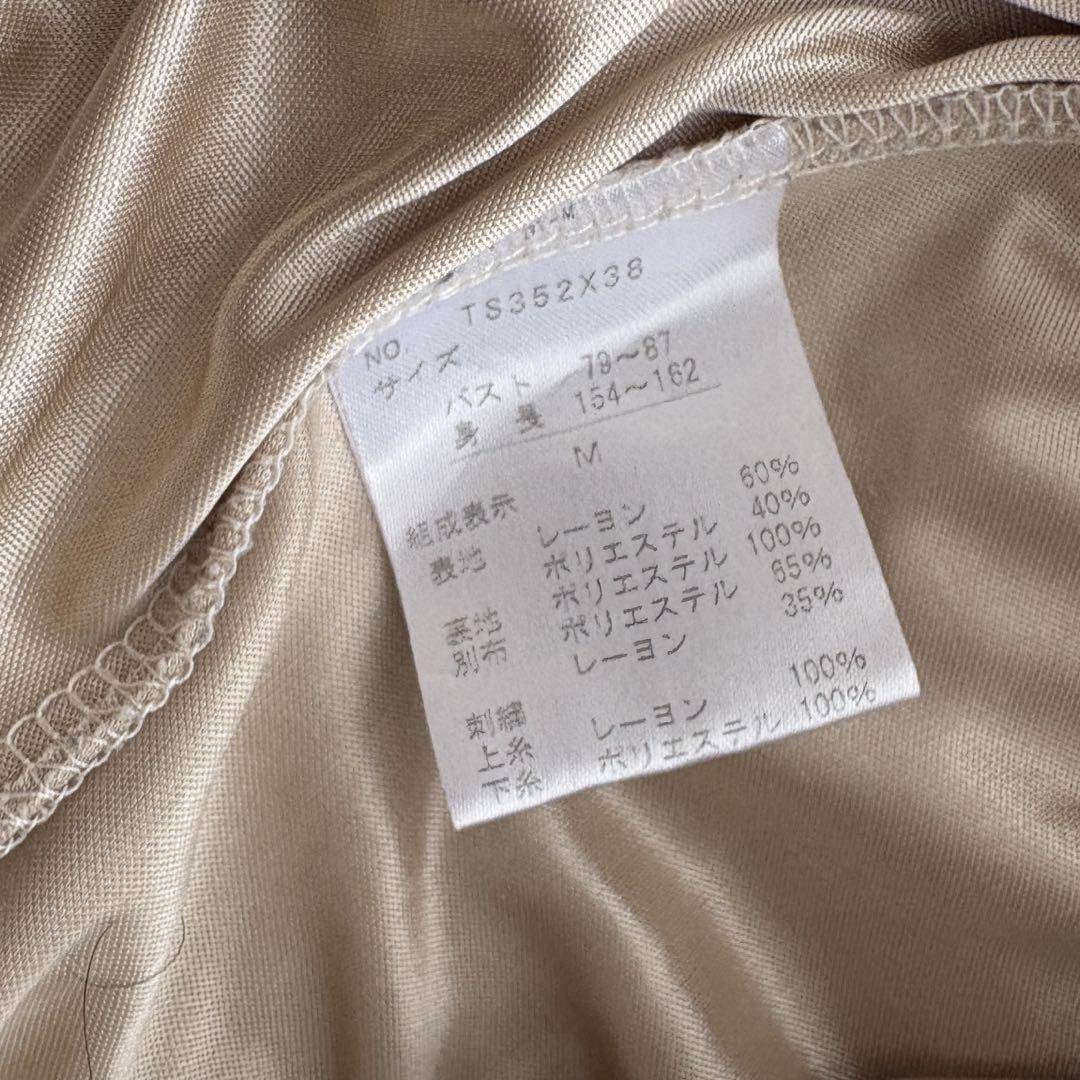 NO. TS352X38
サイズ
バスト 79～87
身長 154～162
M
組成表示
表地 レーヨン 60%
ポリエステル 40%
裏地 ポリエステル 100%
別布 ポリエステル 65%
レーヨン 35%
刺繍
上糸 レーヨン 100%
下糸 ポリエステル 100%